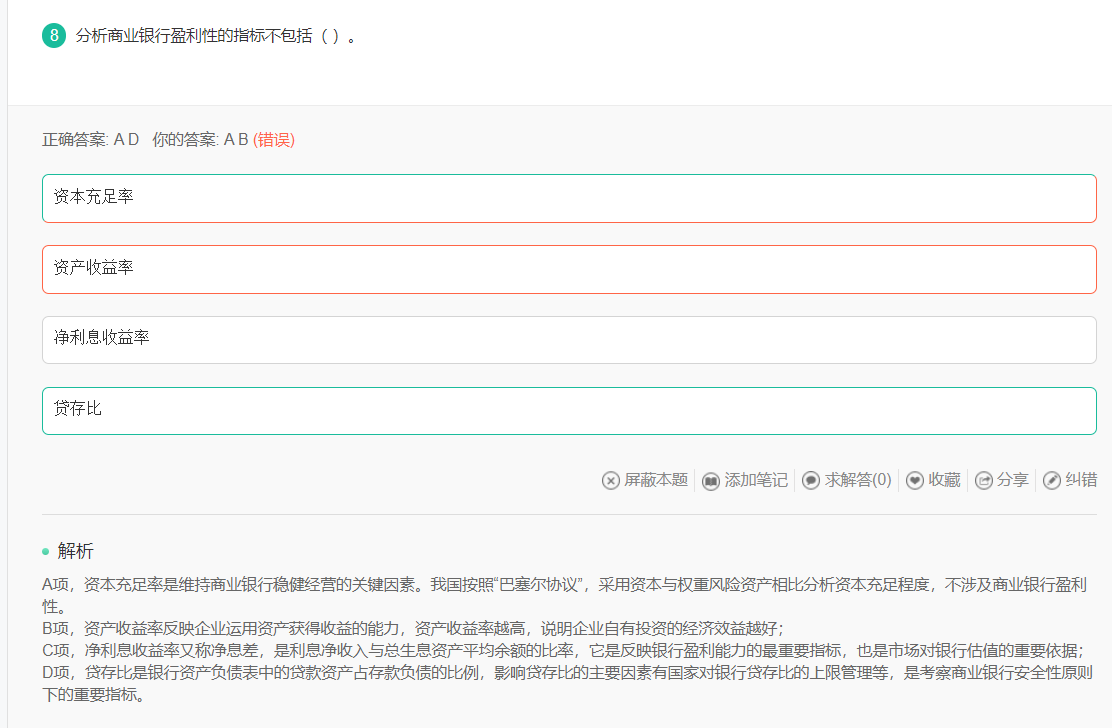 8 分析商业银行盈利性的指标不包括（ ）。
正确答案: A D 你的答案: A B (错误)
资本充足率
资产收益率
净利息收益率
贷存比
屏蔽本题 添加笔记 求解答(0) 收藏 分享 纠错
解析
A项，资本充足率是维持商业银行稳健经营的关键因素。我国按照“巴塞尔协议”，采用资本与权重风险资产相比分析资本充足程度，不涉及商业银行盈利
性。
B项，资产收益率反映企业运用资产获得收益的能力，资产收益率越高，说明企业自有投资的经济效益越好；
C项，净利息收益率又称净息差，是利息净收入与总生息资产平均余额的比率，它是反映银行盈利能力的最重要指标，也是市场对银行估值的重要依据；
D项，贷存比是银行资产负债表中的贷款资产占存款负债的比例，影响贷存比的主要因素有国家对银行贷存比的上限管理等，是考察商业银行安全性原则
下的重要指标。